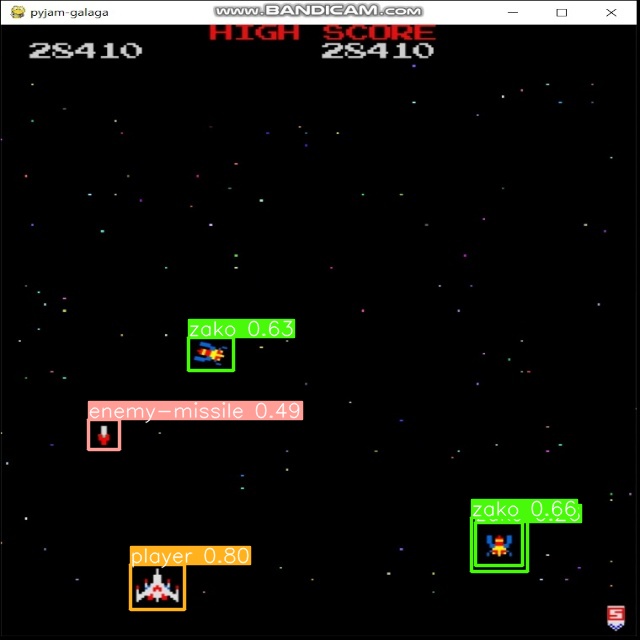 pyjam-galaga
www.BANDICAM.com
HIGH SCORE
28410
28410
zako 0.63
enemy-missile 0.49
zako 0.66
player 0.80
5